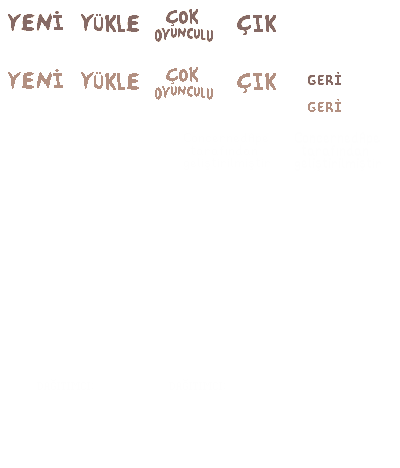 YENİ YÜKLE ÇOK OYUNCULU ÇIK
YENİ YÜKLE ÇOK OYUNCULU ÇIK GERİ
GERİ